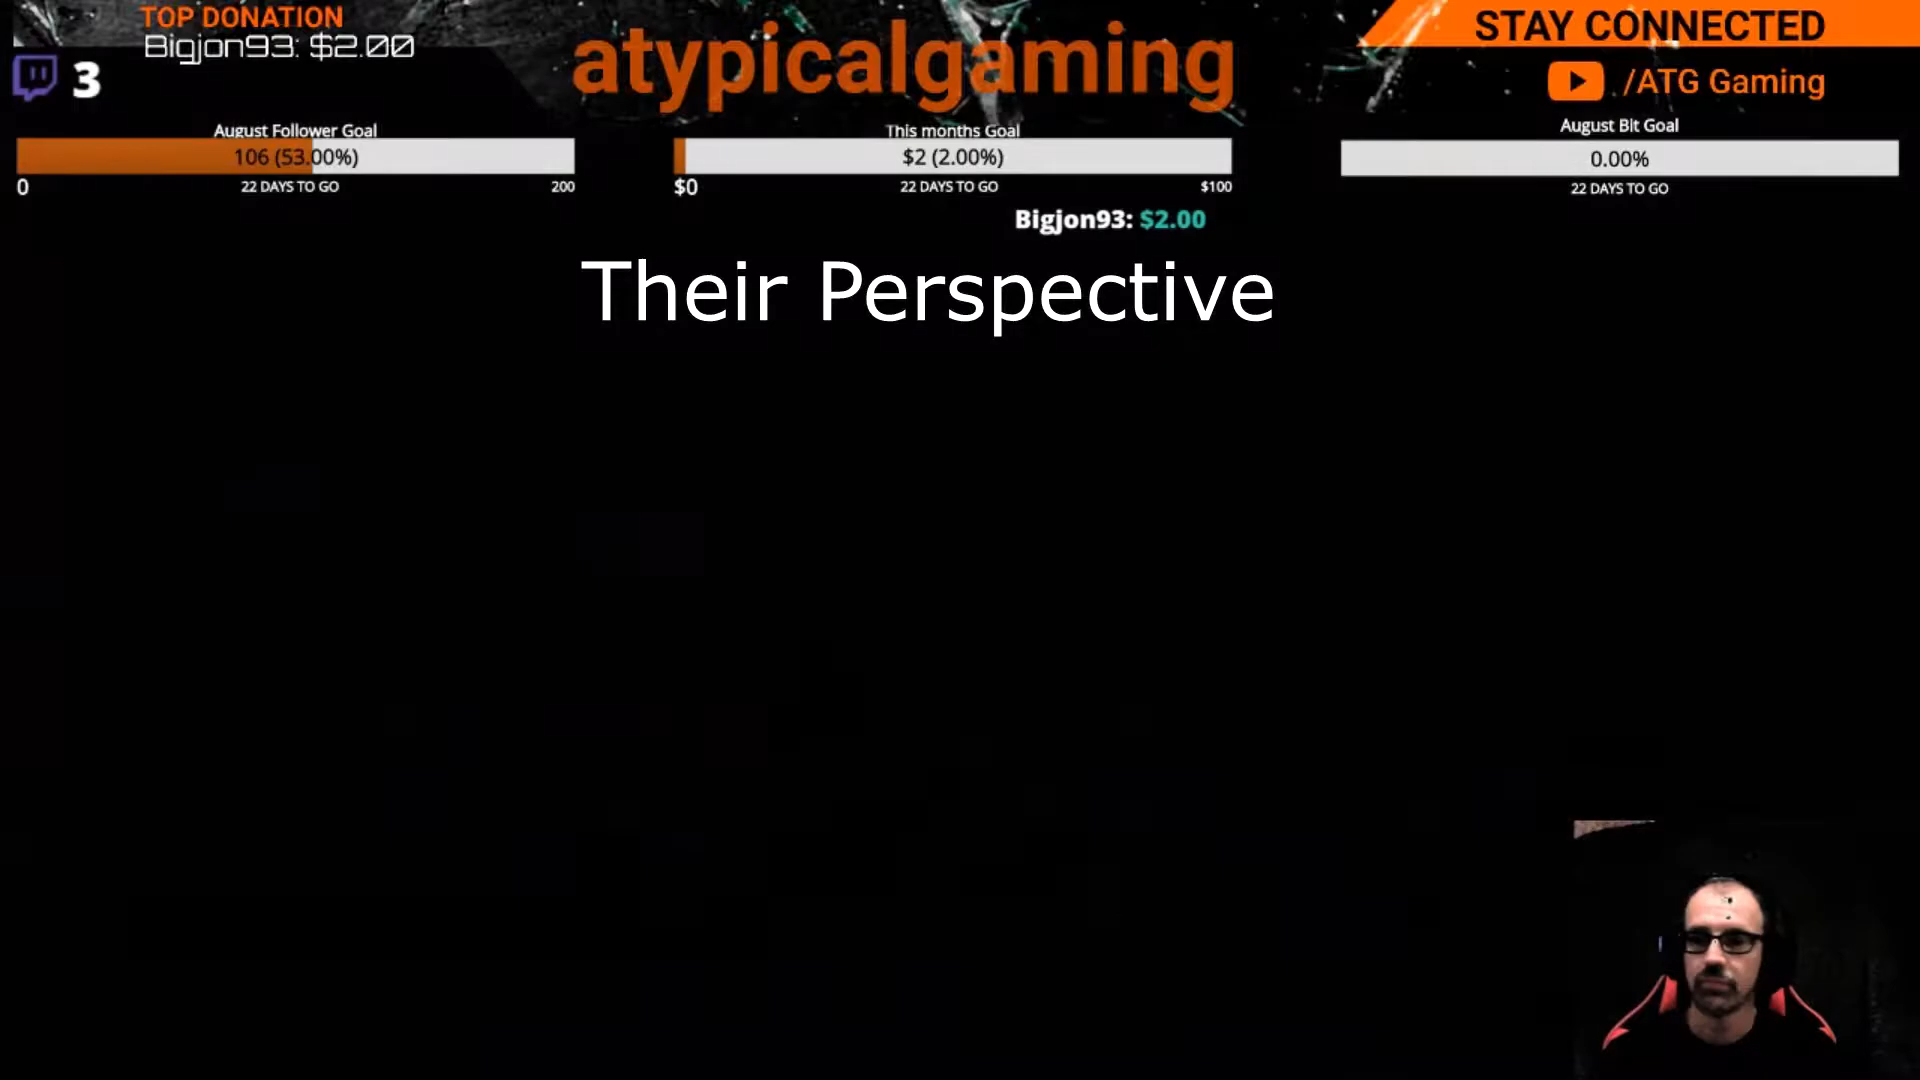 TOP DONATION
Bigjon93: $2.00
3
atypicalgaming
STAY CONNECTED
/ATG Gaming
August Follower Goal
106 (53.00%)
0
22 DAYS TO GO
200
This months Goal
$2 (2.00%)
$0
22 DAYS TO GO
$100
August Bit Goal
0.00%
22 DAYS TO GO
Bigjon93: $2.00
Their Perspective